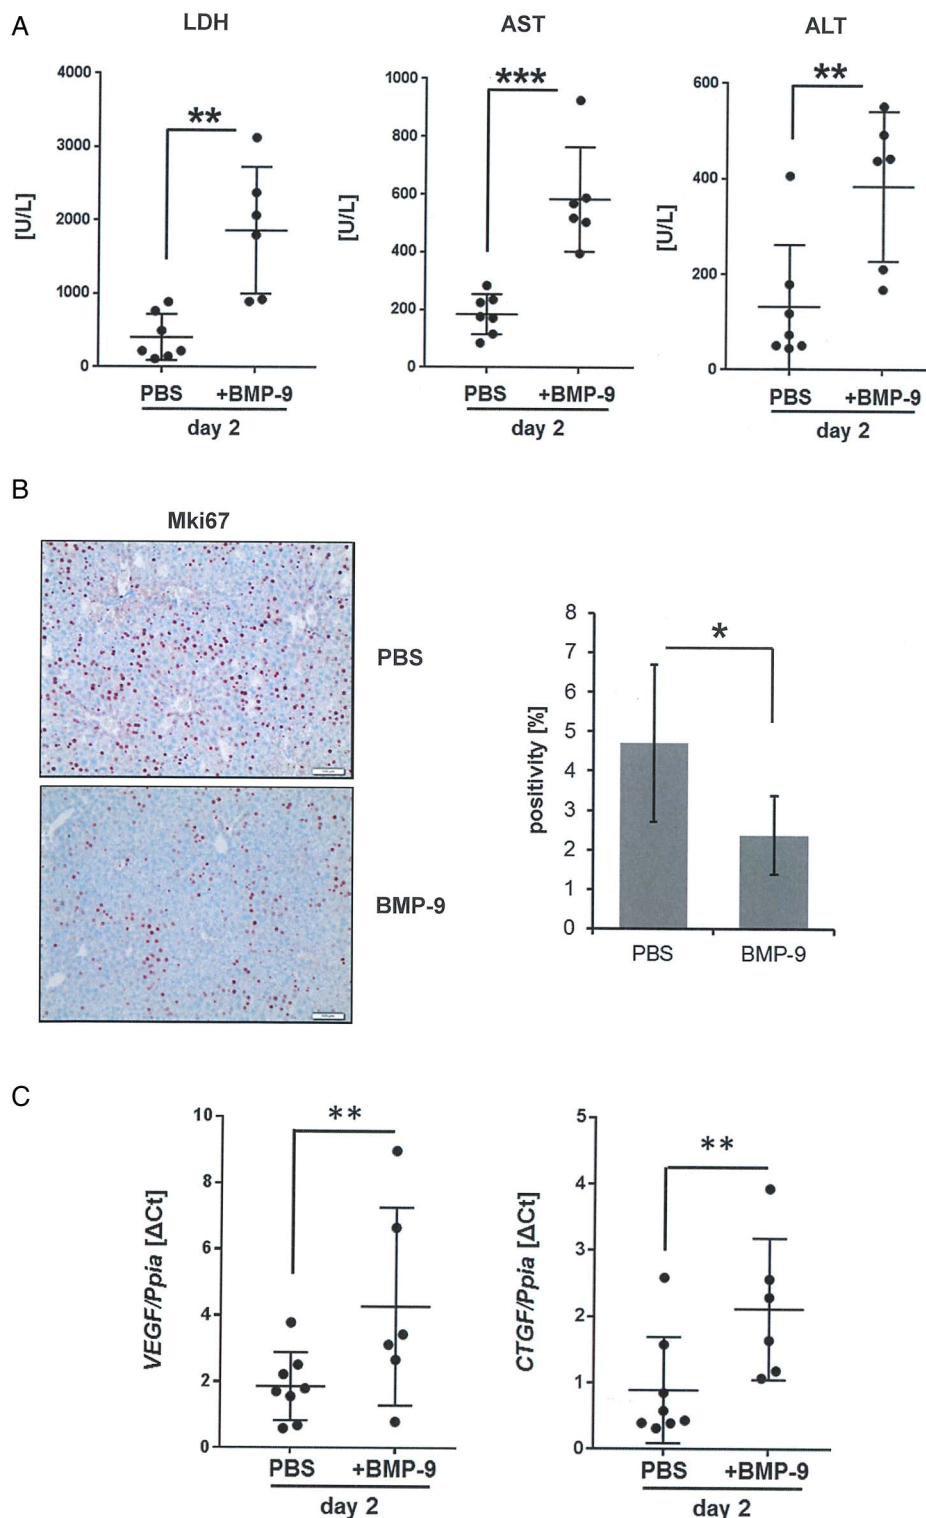 A
LDH
AST
ALT
4000
3000
2000
1000
0
[U/L]
**
PBS
+BMP-9
day 2
1000
800
600
400
200
0
[U/L]
***
PBS
+BMP-9
day 2
600
400
200
0
[U/L]
**
PBS
+BMP-9
day 2
B
Mki67
PBS
BMP-9
8
7
6
5
4
3
2
1
0
positivity [%]
*
PBS
BMP-9
C
10
8
6
4
2
0
VEGF/Ppia [ΔCt]
**
PBS
+BMP-9
day 2
5
4
3
2
1
0
CTGF/Ppia [ΔCt]
**
PBS
+BMP-9
day 2